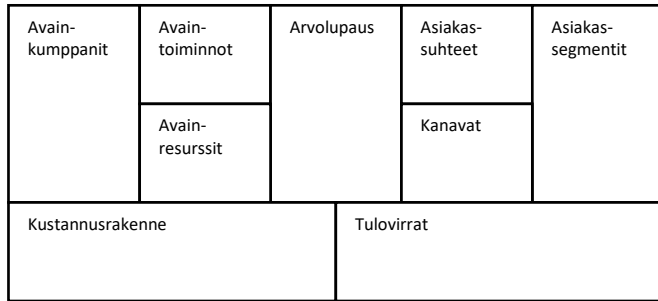 Avain-
kumppanit
Avain-
toiminnot
Avain-
resurssit
Arvolupaus
Asiakas-
suhteet
Kanavat
Asiakas-
segmentit
Kustannusrakenne
Tulovirrat